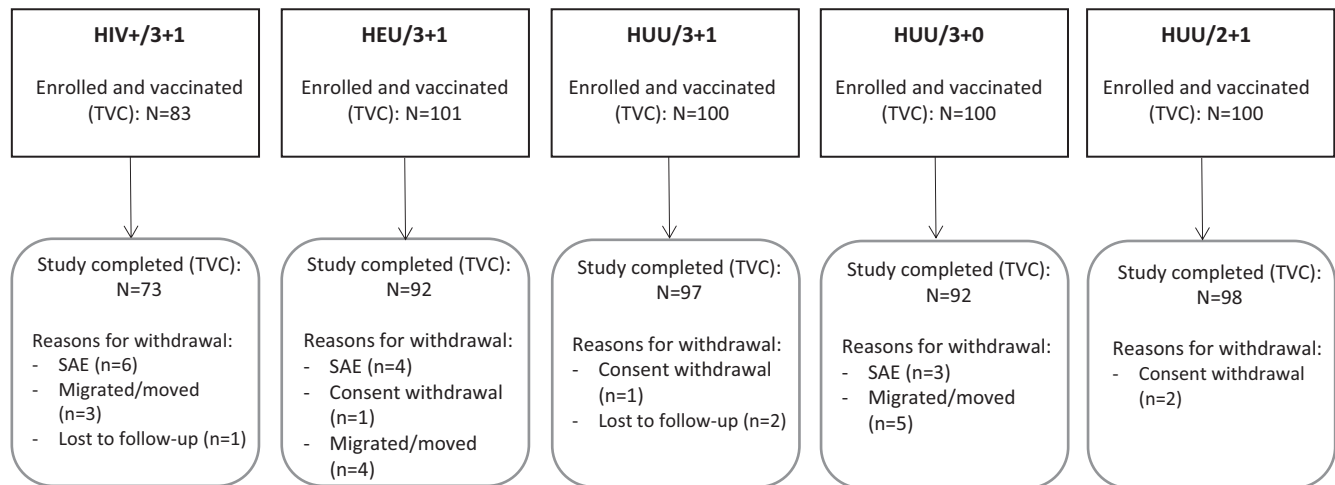 HIV+/3+1
Enrolled and vaccinated
(TVC): N=83
HEU/3+1
Enrolled and vaccinated
(TVC): N=101
HUU/3+1
Enrolled and vaccinated
(TVC): N=100
HUU/3+0
Enrolled and vaccinated
(TVC): N=100
HUU/2+1
Enrolled and vaccinated
(TVC): N=100
Study completed (TVC):
N=73
Reasons for withdrawal:
- SAE (n=6)
- Migrated/moved
(n=3)
- Lost to follow-up (n=1)
Study completed (TVC):
N=92
Reasons for withdrawal:
- SAE (n=4)
- Consent withdrawal
(n=1)
- Migrated/moved
(n=4)
Study completed (TVC):
N=97
Reasons for withdrawal:
- Consent withdrawal
(n=1)
- Lost to follow-up (n=2)
Study completed (TVC):
N=92
Reasons for withdrawal:
- SAE (n=3)
- Migrated/moved
(n=5)
Study completed (TVC):
N=98
Reasons for withdrawal:
- Consent withdrawal
(n=2)